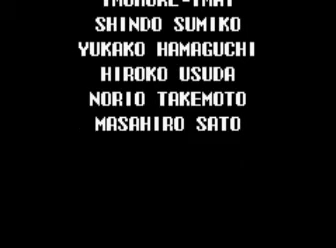 SHINDO SUMIKO
YUKAKO HAMAGUCHI
HIROKO USUDA
NORIO TAKEMOTO
MASAHIRO SATO